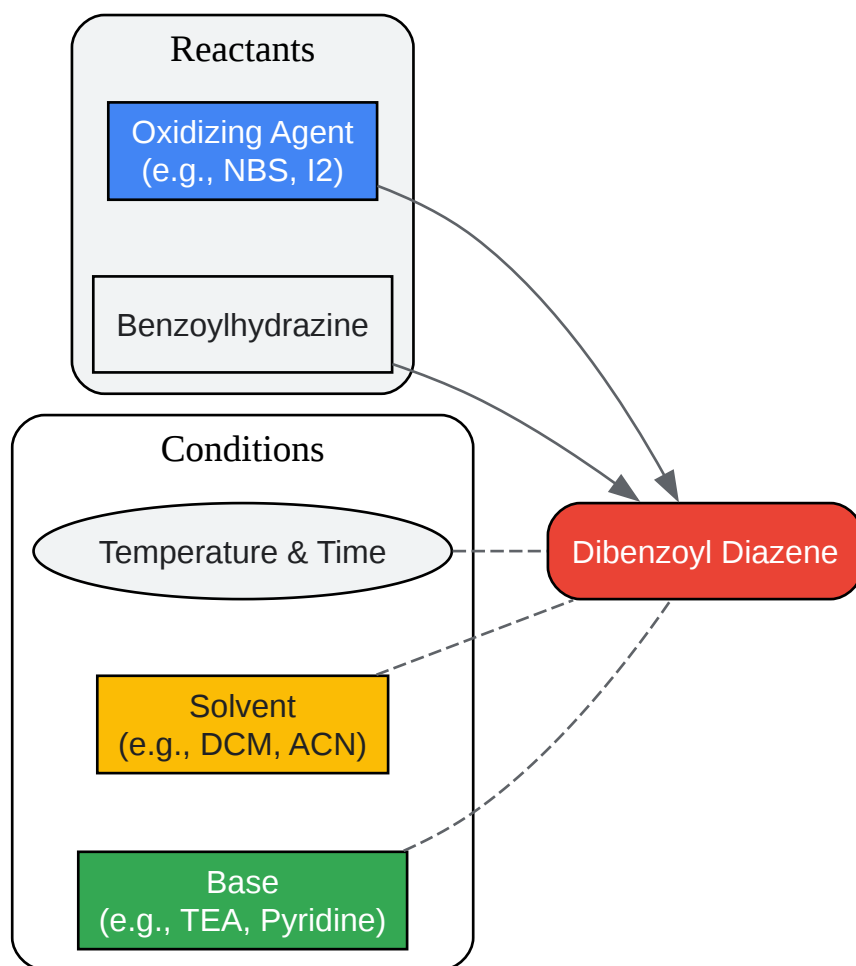 Reactants
Oxidizing Agent
(e.g., NBS, I2)
Benzoylhydrazine
Conditions
Temperature & Time
Dibenzoyl Diazene
Solvent
(e.g., DCM, ACN)
Base
(e.g., TEA, Pyridine)